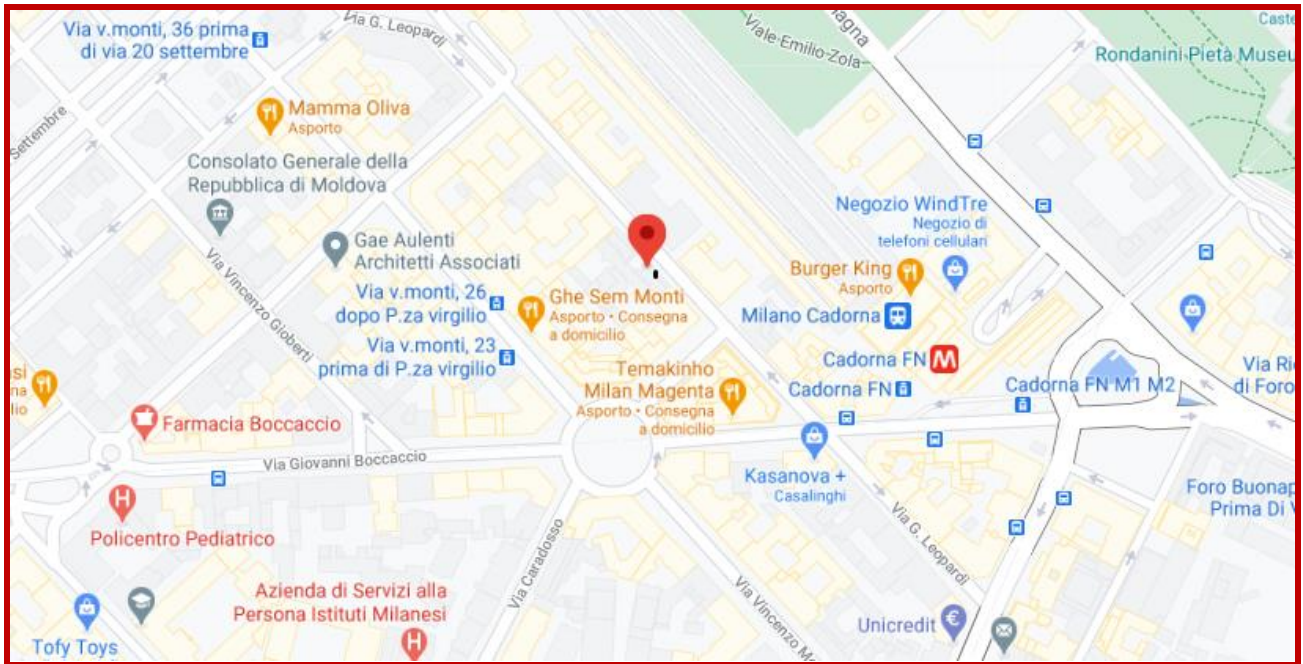 Via v.monti, 36 prima
di via 20 settembre
Via G. Leopardi
Viale Emilio Zola
Caste
Rondanini Pietà Museu
Settembre
Mamma Oliva
Asporto
Consolato Generale della
Repubblica di Moldova
Via Vincenzo Gioberti
Gae Aulenti
Architetti Associati
Via v.monti, 26
dopo P.za virgilio
Via v.monti, 23
prima di P.za virgilio
Ghe Sem Monti
Asporto · Consegna
a domicilio
Temakinho
Milan Magenta
Asporto · Consegna
a domicilio
Negozio WindTre
Negozio di
telefoni cellulari
Burger King
Asporto
Milano Cadorna
Cadorna FN
M
Cadorna FN
Cadorna FN M1 M2
Via Ri
di Foro
Farmacia Boccaccio
H
Via Giovanni Boccaccio
Policentro Pediatrico
Kasanova +
Casalinghi
Foro Buonap
Prima Di V
Via G. Leopardi
Via Caradosso
Via Vincenzo Mo
Azienda di Servizi alla
Persona Istituti Milanesi
H
Unicredit
€
Tofy Toys